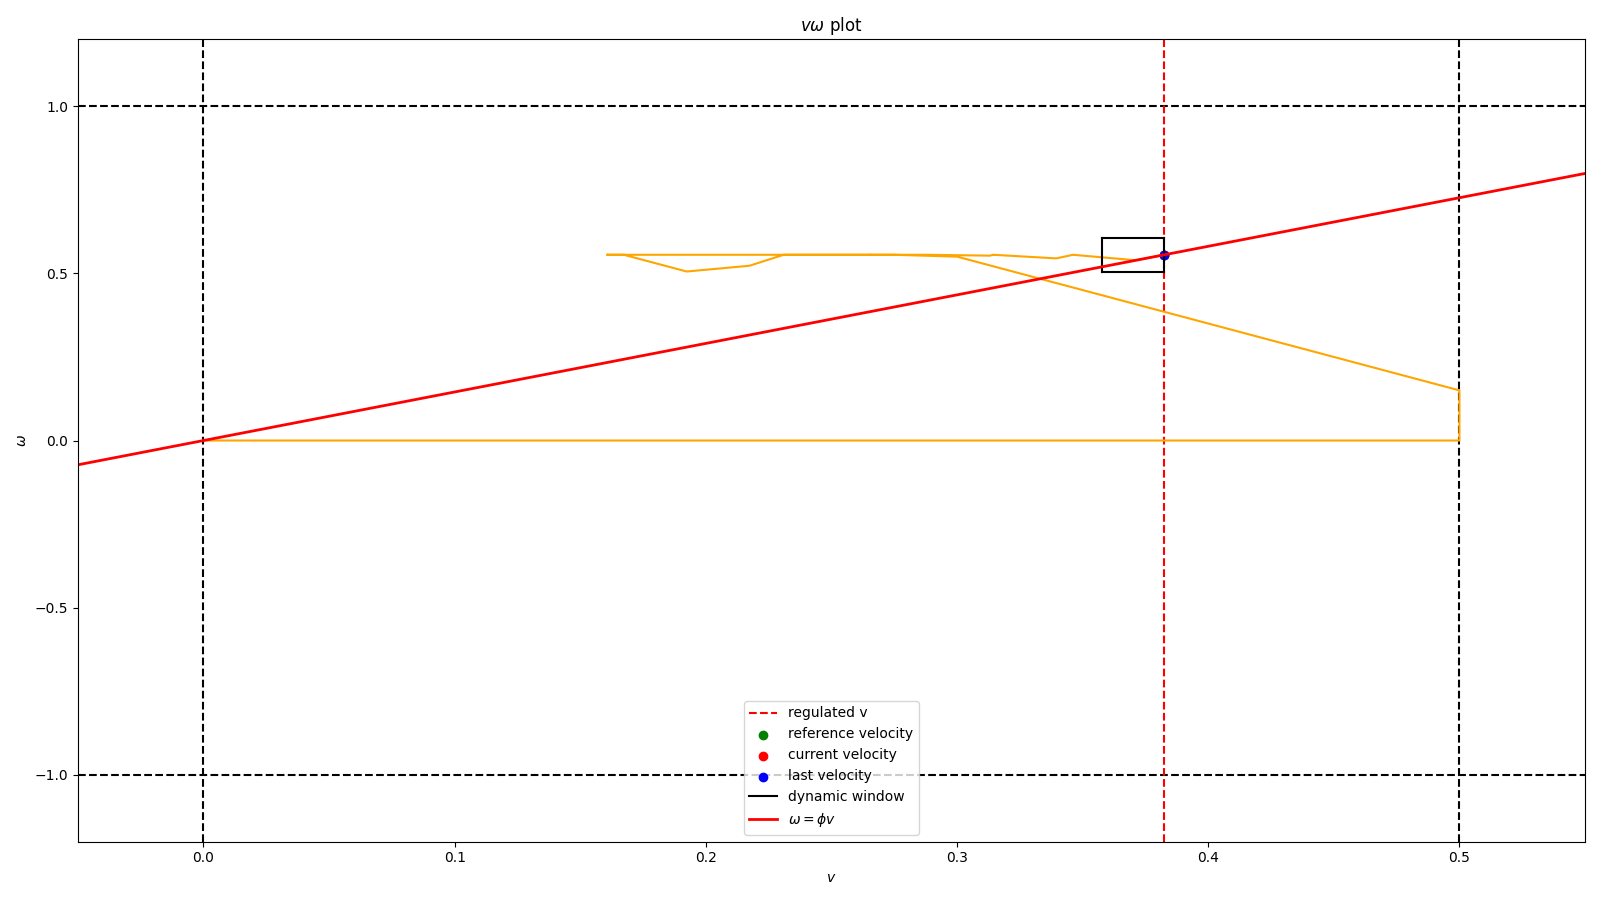 vω plot
1.0
0.5
0.0
−0.5
−1.0
ω
regulated v
reference velocity
current velocity
last velocity
dynamic window
ω = ϕv
0.0 0.1 0.2 0.3 0.4 0.5
v